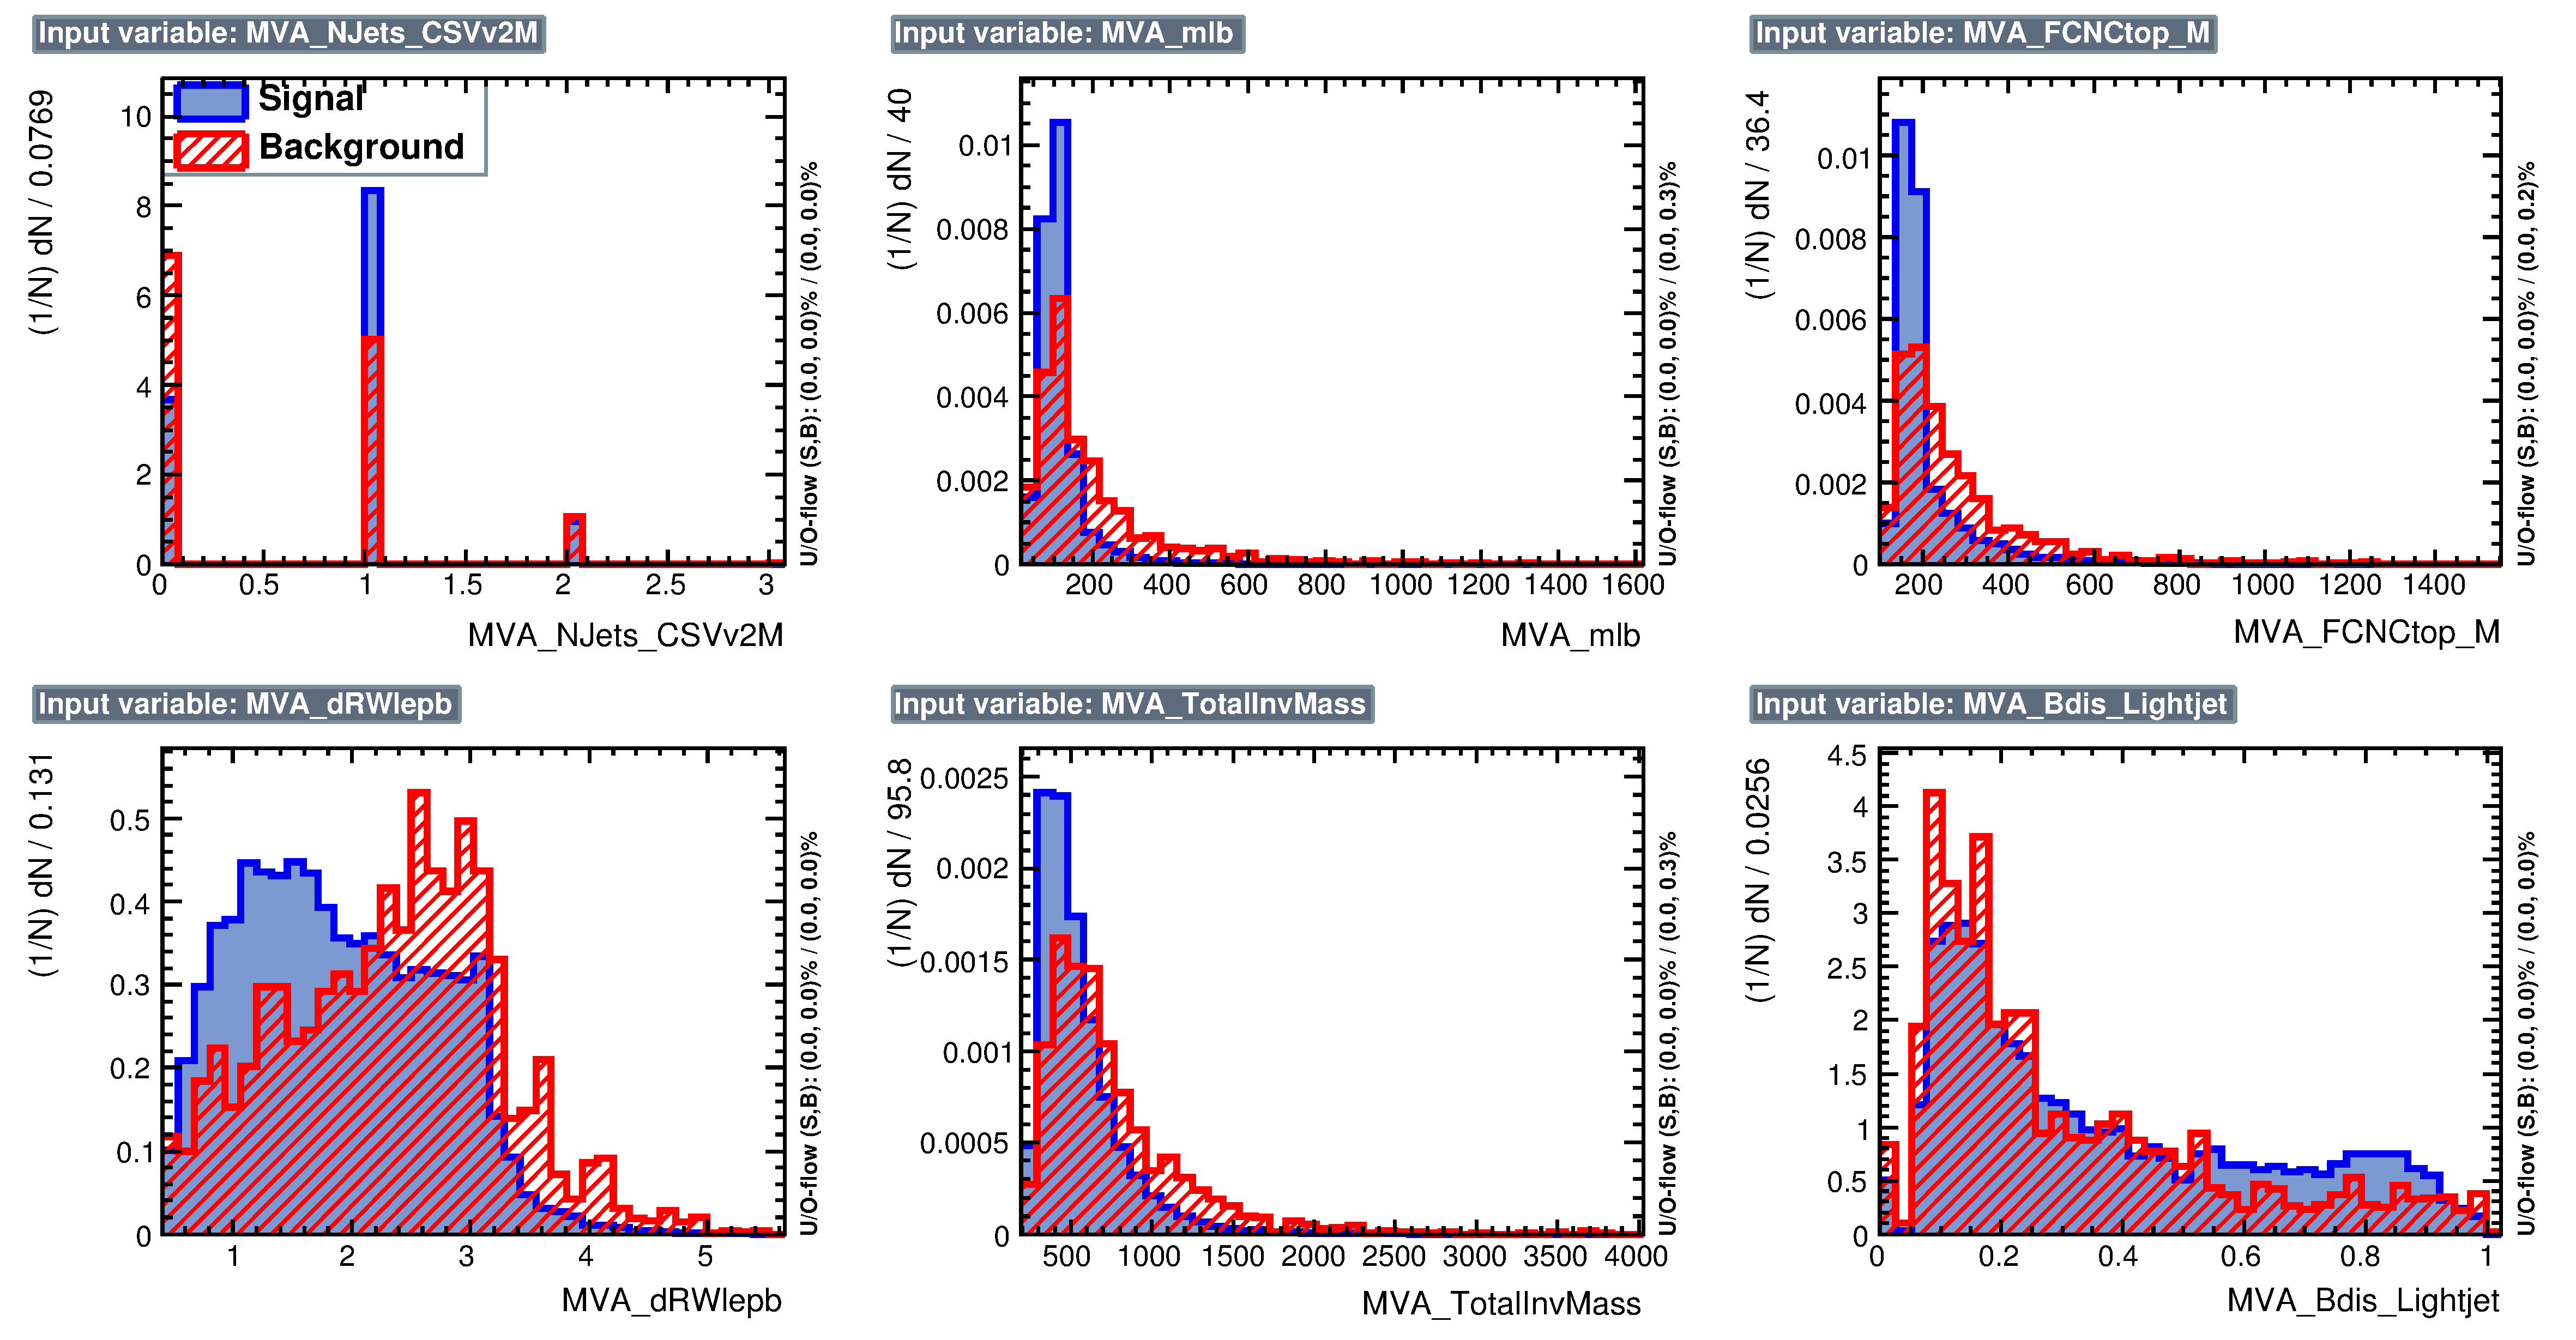 Input variable: MVA_NJets_CSVv2M
(1/N) dN / 0.0769
Signal
Background
10
8
6
4
2
0
0 0.5 1 1.5 2 2.5 3
MVA_NJets_CSVv2M
U/O-flow (S,B): (0.0, 0.0)% / (0.0, 0.0)%
Input variable: MVA_mlb
(1/N) dN / 40
0.01
0.008
0.006
0.004
0.002
0
200 400 600 800 1000 1200 1400 1600
MVA_mlb
U/O-flow (S,B): (0.0, 0.0)% / (0.0, 0.3)%
Input variable: MVA_FCNCtop_M
(1/N) dN / 36.4
0.01
0.008
0.006
0.004
0.002
0
200 400 600 800 1000 1200 1400
MVA_FCNCtop_M
U/O-flow (S,B): (0.0, 0.0)% / (0.0, 0.2)%
Input variable: MVA_dRWlepb
(1/N) dN / 0.131
0.5
0.4
0.3
0.2
0.1
0
1 2 3 4 5
MVA_dRWlepb
U/O-flow (S,B): (0.0, 0.0)% / (0.0, 0.0)%
Input variable: MVA_TotalInvMass
(1/N) dN / 95.8
0.0025
0.002
0.0015
0.001
0.0005
0
500 1000 1500 2000 2500 3000 3500 4000
MVA_TotalInvMass
U/O-flow (S,B): (0.0, 0.0)% / (0.0, 0.3)%
Input variable: MVA_Bdis_Lightjet
(1/N) dN / 0.0256
4.5
4
3.5
3
2.5
2
1.5
1
0.5
0
0 0.2 0.4 0.6 0.8 1
MVA_Bdis_Lightjet
U/O-flow (S,B): (0.0, 0.0)% / (0.0, 0.0)%